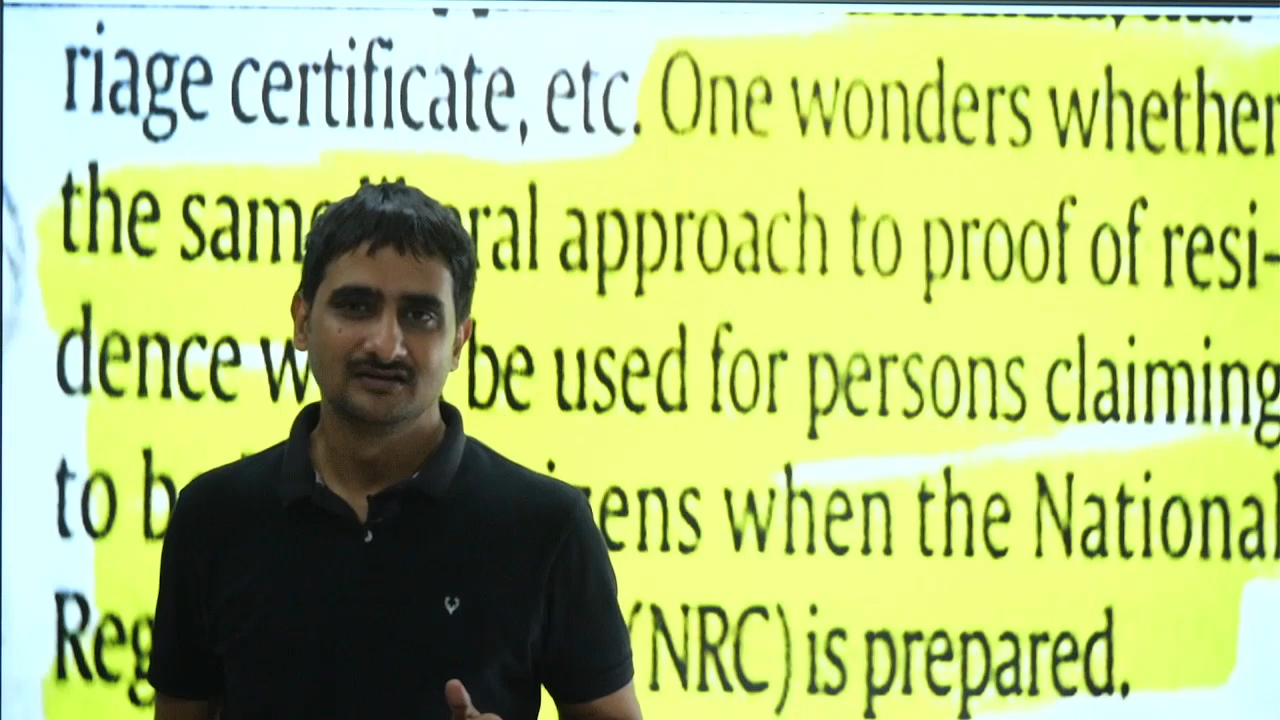 riage certificate, etc. One wonders whether
the same approach to proof of resi-
dence be used for persons claiming
to when the National
(NRC) is prepared.